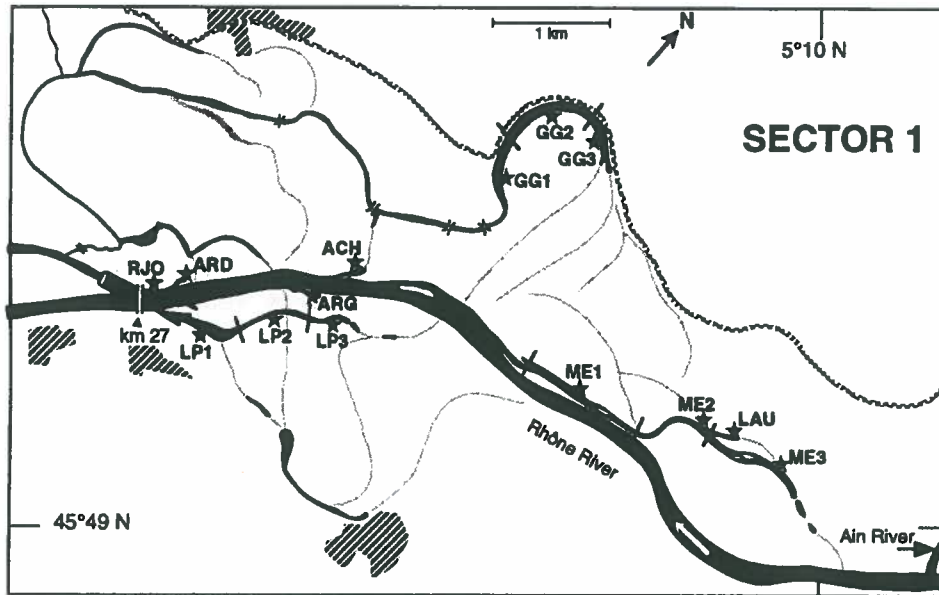 N
1 km
5°10 N
SECTOR 1
GG2
GG3
GG1
ACH
RJO
ARD
ARG
km 27
LP1
LP2
LP3
ME1
ME2
LAU
ME3
Rhône River
45°49 N
Ain River